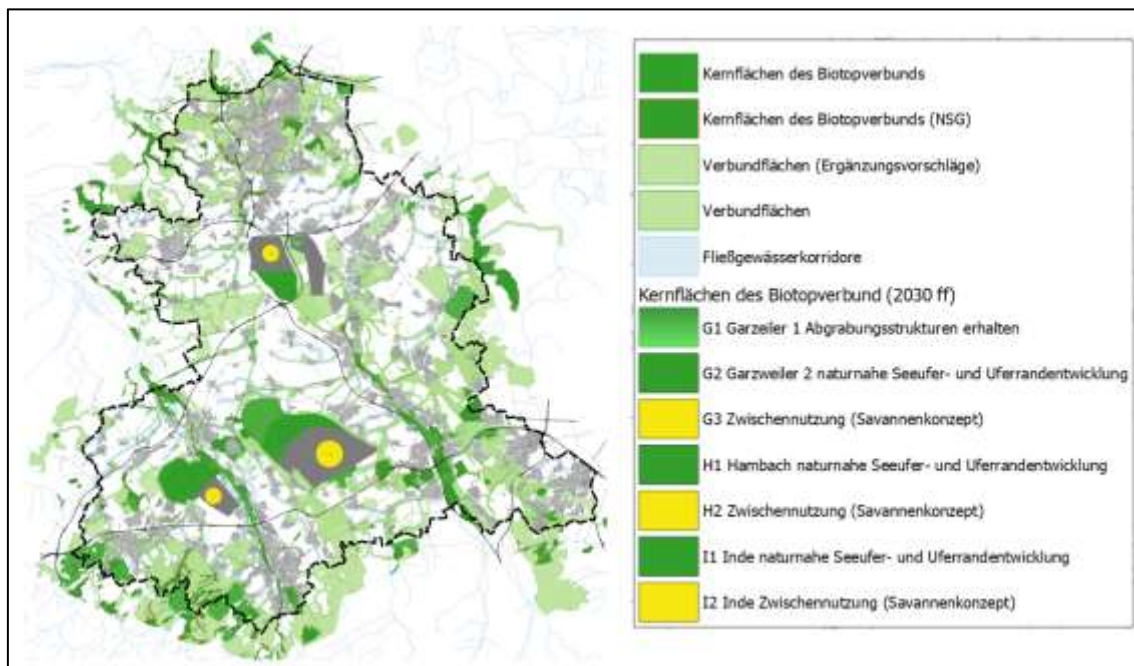 Kernflächen des Biotopverbunds
Kernflächen des Biotopverbunds (NSG)
Verbundflächen (Ergänzungsvorschläge)
Verbundflächen
Fließgewässerkorridore
Kernflächen des Biotopverbund (2030 ff)
G1 Garzeiler 1 Abgrabungsstrukturen erhalten
G2 Garzweiler 2 naturnahe Seeufer- und Uferrandentwicklung
G3 Zwischennutzung (Savannenkonzept)
H1 Hambach naturnahe Seeufer- und Uferrandentwicklung
H2 Zwischennutzung (Savannenkonzept)
I1 Inde naturnahe Seeufer- und Uferrandentwicklung
I2 Inde Zwischennutzung (Savannenkonzept)